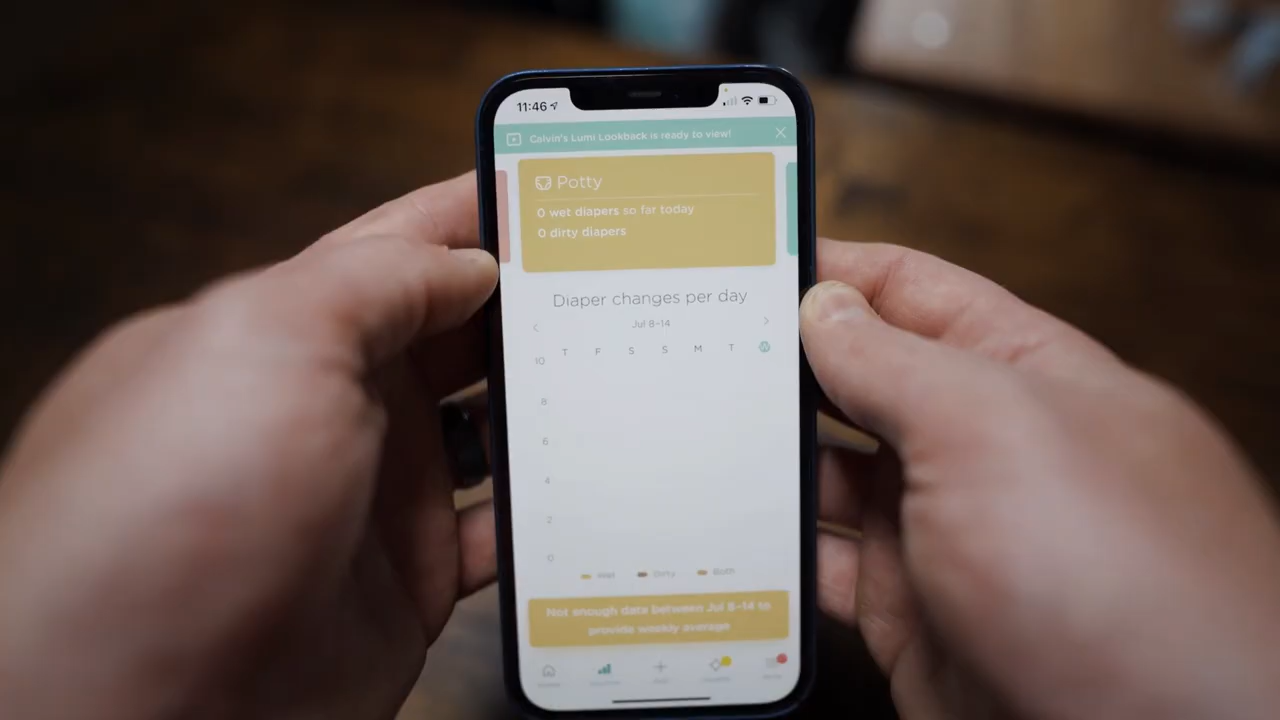 11:46
Calvin's Lumi Lookback is ready to view!
Potty
0 wet diapers so far today
0 dirty diapers
Diaper changes per day
Jul 8-14
T F S S M T
10
8
6
4
2
0
Wet Dirty Both
Not enough data between Jul 8-14 to
provide weekly average